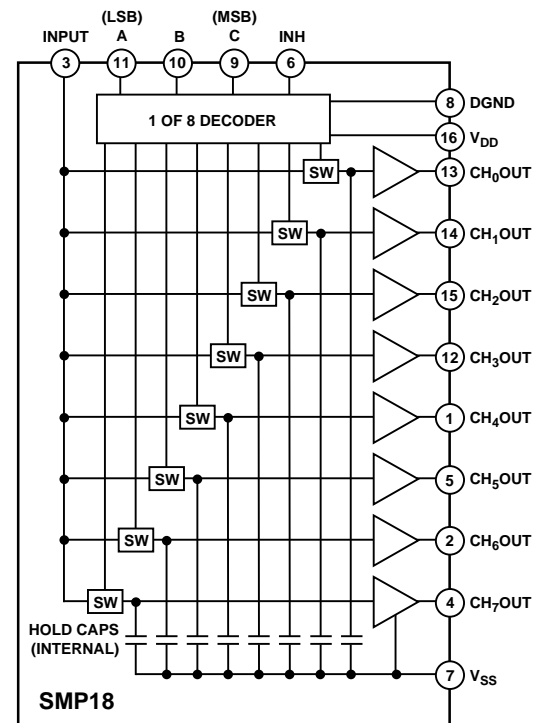 (LSB) (MSB)
INPUT A B C INH
3 11 10 9 6
8 DGND
1 OF 8 DECODER
16 VDD
SW 13 CH0OUT
SW 14 CH1OUT
SW 15 CH2OUT
SW 12 CH3OUT
SW 1 CH4OUT
SW 5 CH5OUT
SW 2 CH6OUT
SW 4 CH7OUT
HOLD CAPS
(INTERNAL)
7 VSS
SMP18